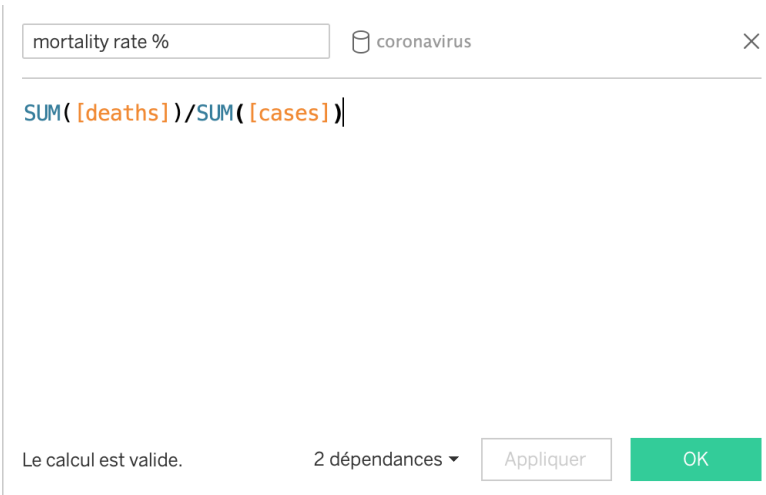 mortality rate % coronavirus
SUM([deaths])/SUM([cases])
Le calcul est valide. 2 dépendances Appliquer OK